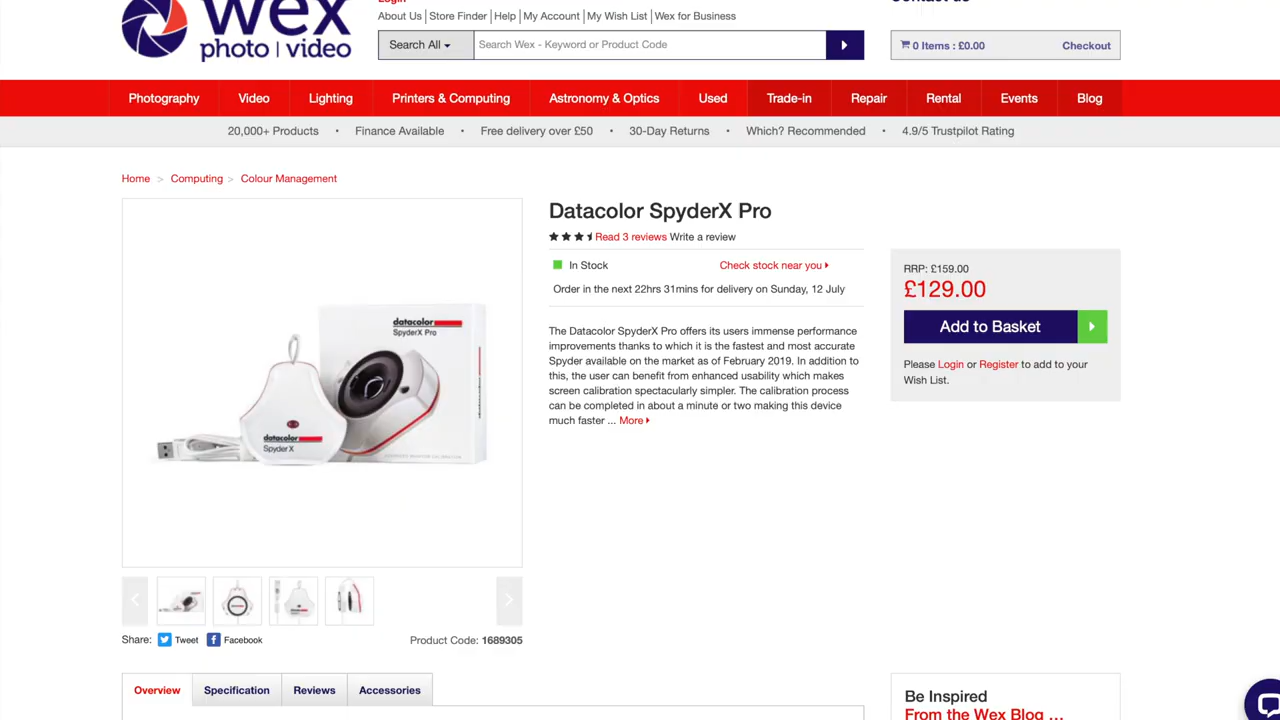 Login
Contact us
wex
photo | video
About Us | Store Finder | Help | My Account | My Wish List | Wex for Business
Search All
Search Wex - Keyword or Product Code
0 Items : £0.00
Checkout
Photography
Video
Lighting
Printers & Computing
Astronomy & Optics
Used
Trade-in
Repair
Rental
Events
Blog
20,000+ Products • Finance Available • Free delivery over £50 • 30-Day Returns • Which? Recommended • 4.9/5 Trustpilot Rating
Home > Computing > Colour Management
Datacolor SpyderX Pro
Read 3 reviews Write a review
In Stock
Check stock near you
Order in the next 22hrs 31mins for delivery on Sunday, 12 July
The Datacolor SpyderX Pro offers its users immense performance
improvements thanks to which it is the fastest and most accurate
Spyder available on the market as of February 2019. In addition to
this, the user can benefit from enhanced usability which makes
screen calibration spectacularly simpler. The calibration process
can be completed in about a minute or two making this device
much faster ... More
RRP: £159.00
£129.00
Add to Basket
Please Login or Register to add to your
Wish List.
datacolor
SpyderX Pro
datacolor
SpyderX
Share:
Tweet
Facebook
Product Code: 1689305
Overview
Specification
Reviews
Accessories
Be Inspired
From the Wex Blog ...